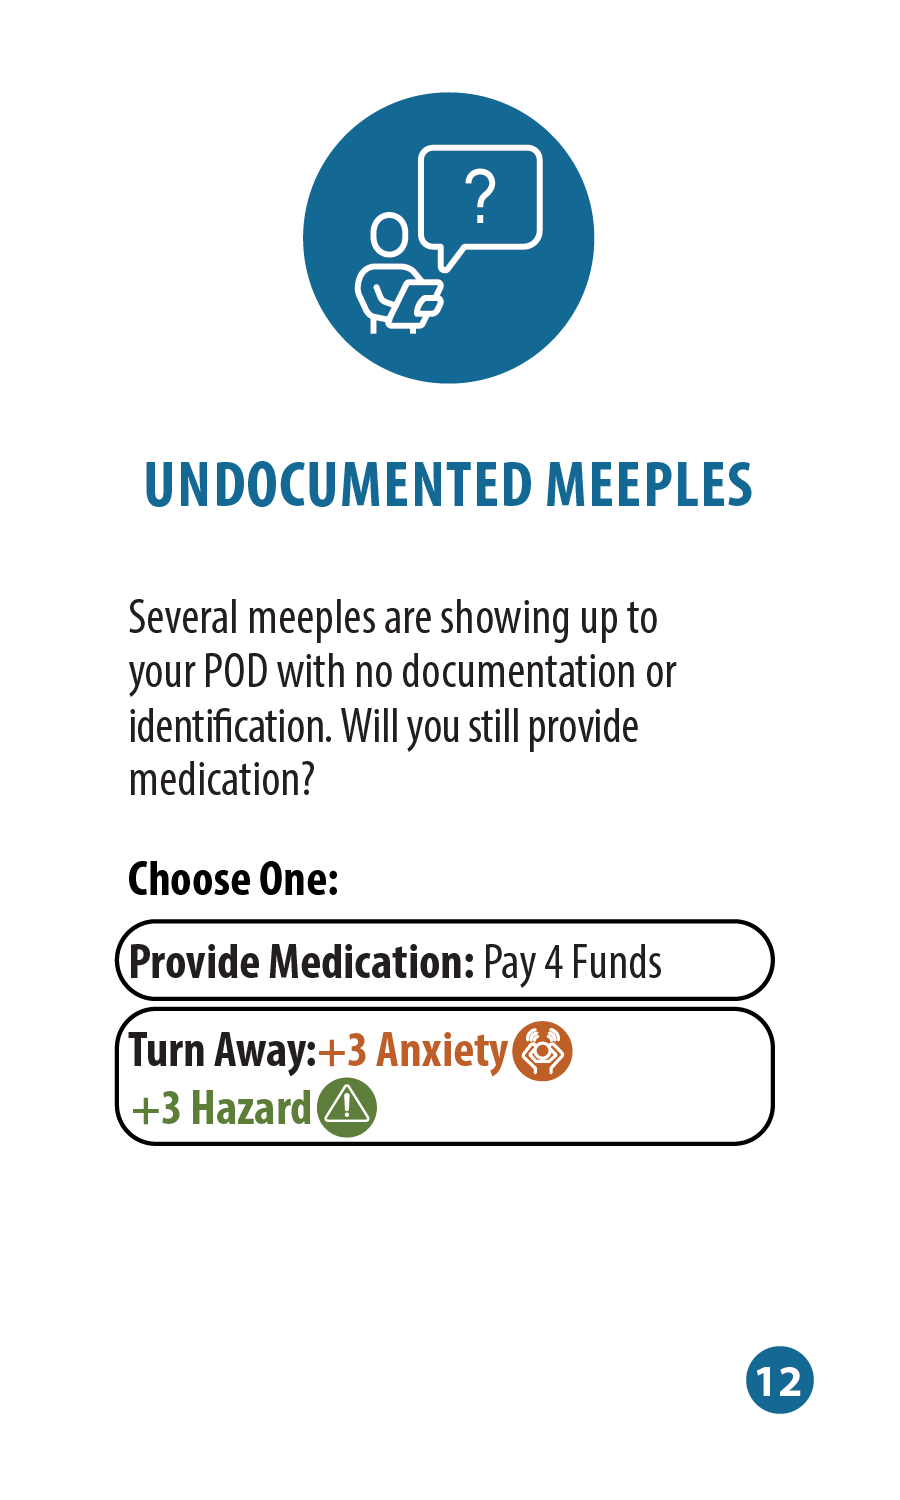 ?
UNDOCUMENTED MEEPLES
Several meeples are showing up to
your POD with no documentation or
identification. Will you still provide
medication?
Choose One:
Provide Medication: Pay 4 Funds
Turn Away:+3 Anxiety
+3 Hazard
12